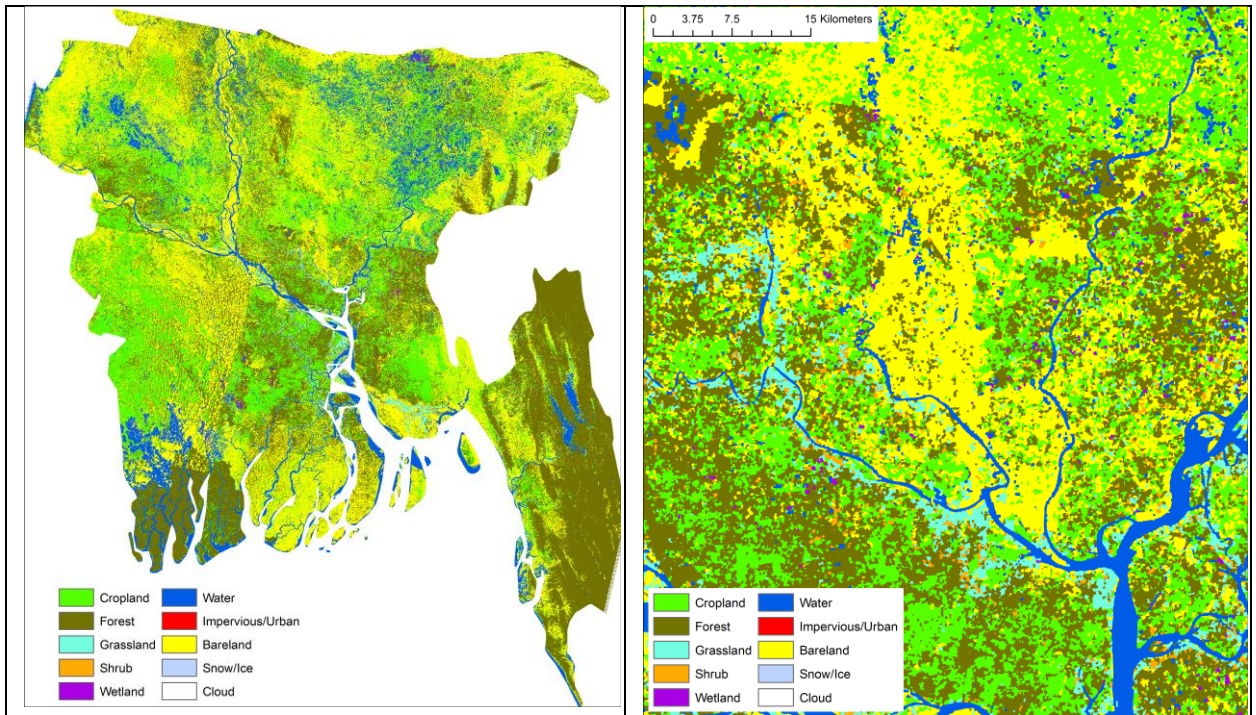 Cropland Water
Forest Impervious/Urban
Grassland Bareland
Shrub Snow/Ice
Wetland Cloud
0 3.75 7.5 15 Kilometers
Cropland Water
Forest Impervious/Urban
Grassland Bareland
Shrub Snow/Ice
Wetland Cloud